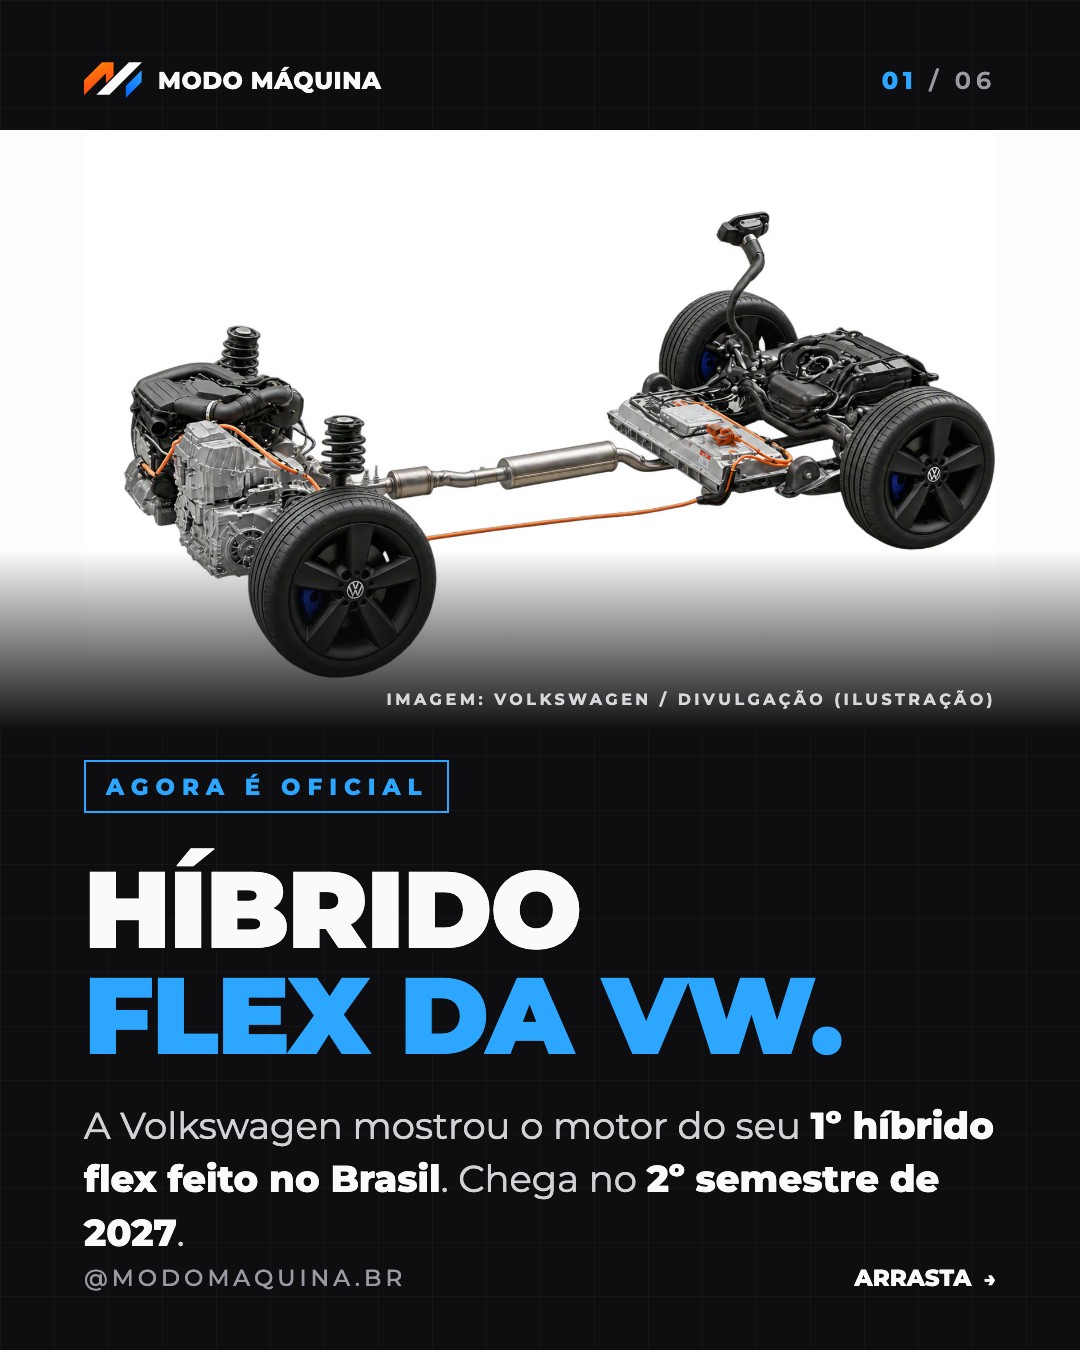 MODO MÁQUINA
01 / 06
IMAGEM: VOLKSWAGEN / DIVULGAÇÃO (ILUSTRAÇÃO)
AGORA É OFICIAL
HÍBRIDO
FLEX DA VW.
A Volkswagen mostrou o motor do seu 1º híbrido
flex feito no Brasil. Chega no 2º semestre de
2027.
@MODOMAQUINA.BR
ARRASTA →